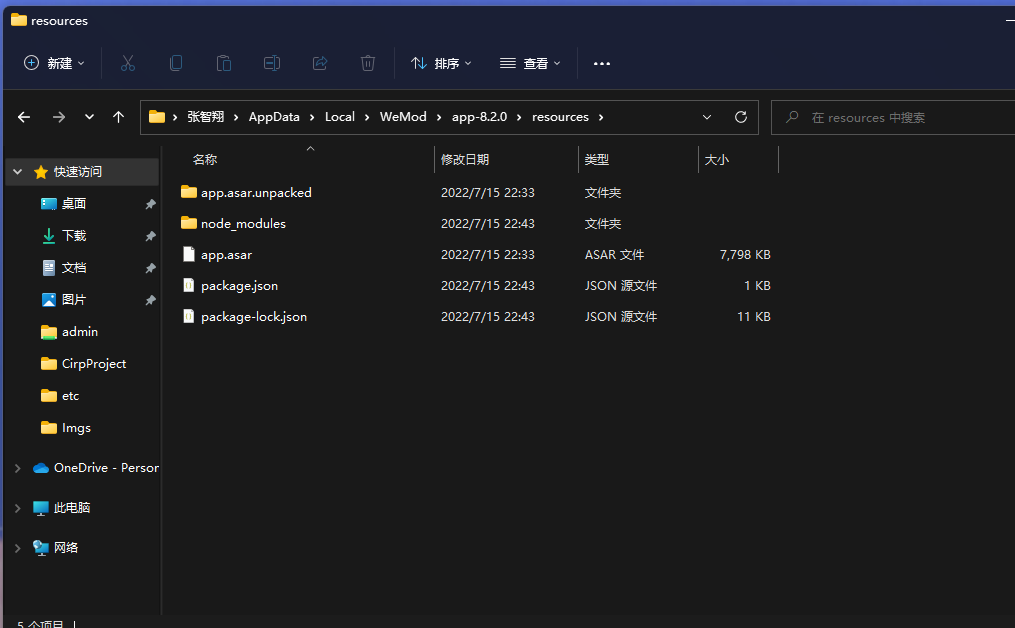 resources
新建 排序 查看
张智翔 AppData Local WeMod app-8.2.0 resources 在 resources 中搜索
名称 修改日期 类型 大小
快速访问
桌面
下载
文档
图片
admin
CirpProject
etc
Imgs
OneDrive - Person
此电脑
网络
app.asar.unpacked 2022/7/15 22:33 文件夹
node_modules 2022/7/15 22:43 文件夹
app.asar 2022/7/15 22:33 ASAR 文件 7,798 KB
package.json 2022/7/15 22:43 JSON 源文件 1 KB
package-lock.json 2022/7/15 22:43 JSON 源文件 11 KB
5 个项目